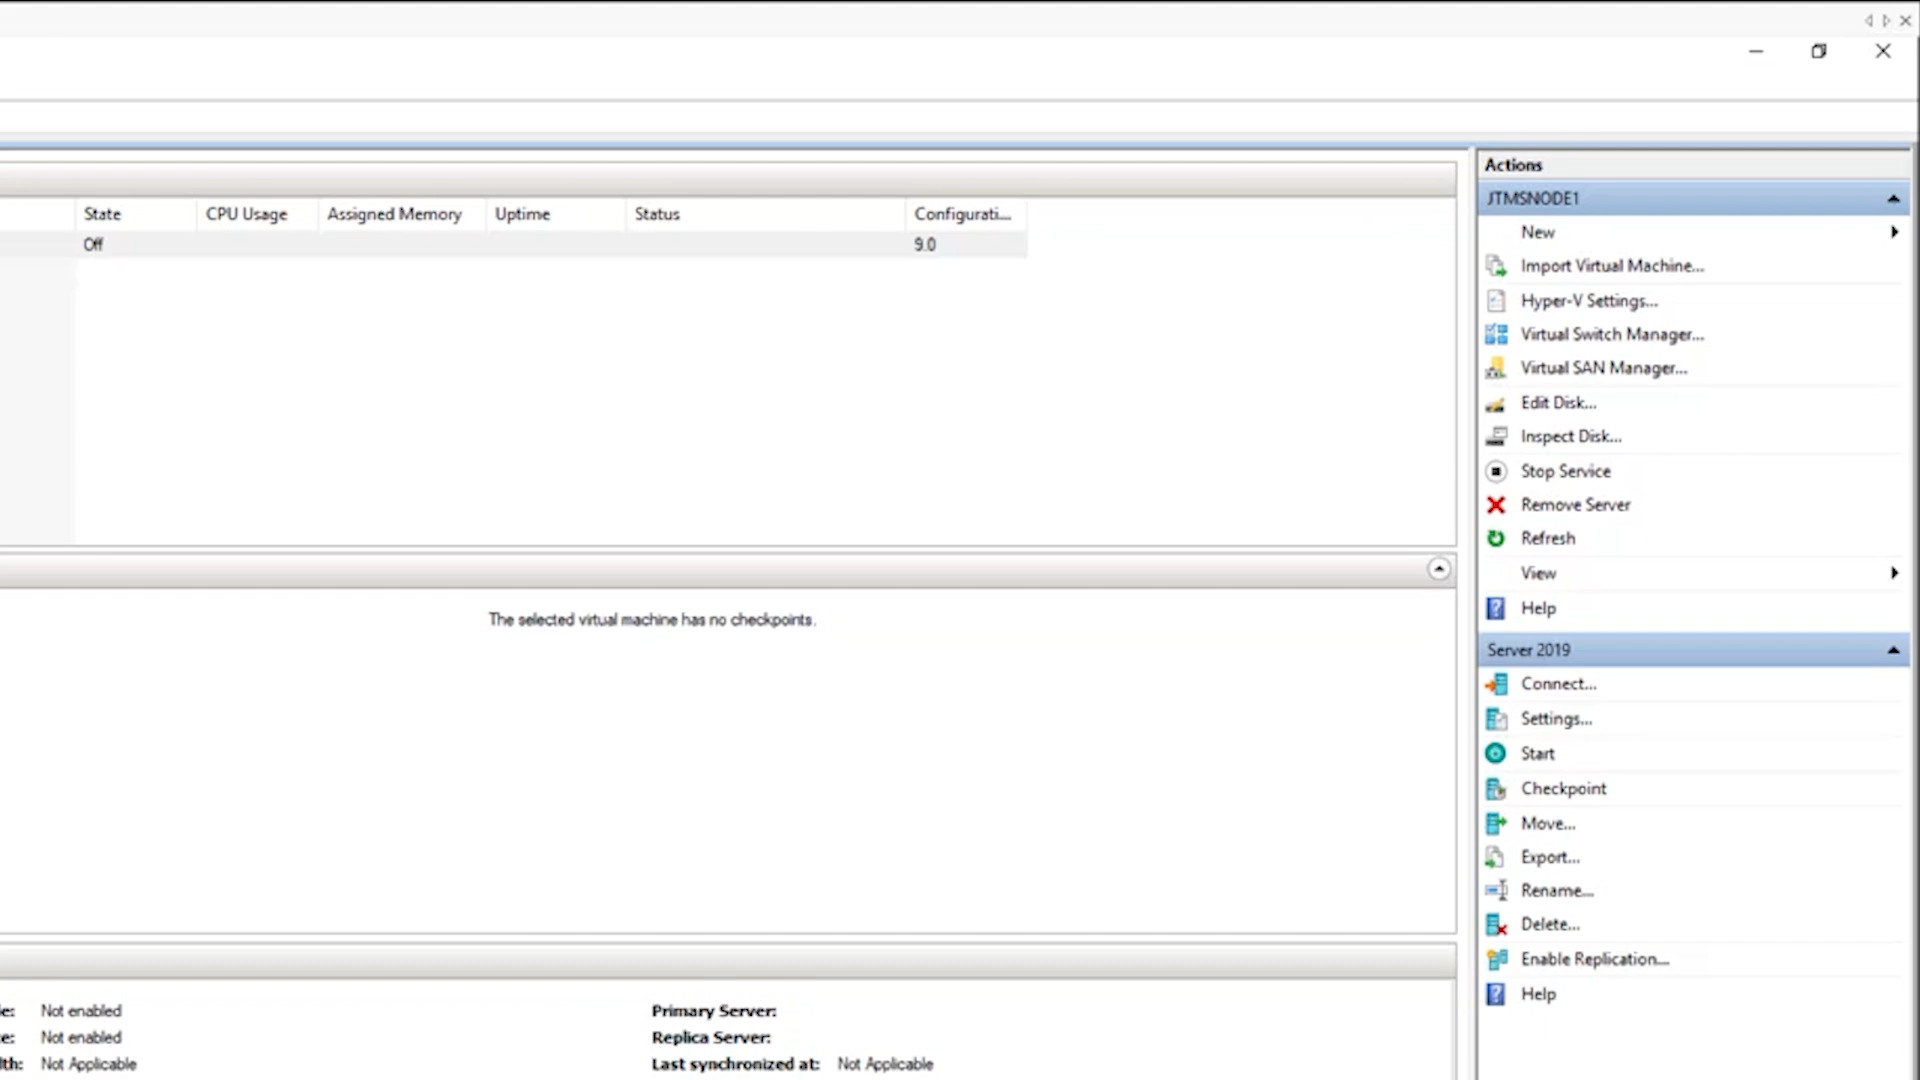 State CPU Usage Assigned Memory Uptime Status Configurati...
Off 9.0
The selected virtual machine has no checkpoints.
Not enabled Primary Server:
Not enabled Replica Server:
Not Applicable Last synchronized at: Not Applicable
Actions
JTMSNODE1
New
Import Virtual Machine...
Hyper-V Settings...
Virtual Switch Manager...
Virtual SAN Manager...
Edit Disk...
Inspect Disk...
Stop Service
Remove Server
Refresh
View
Help
Server 2019
Connect...
Settings...
Start
Checkpoint
Move...
Export...
Rename...
Delete...
Enable Replication...
Help